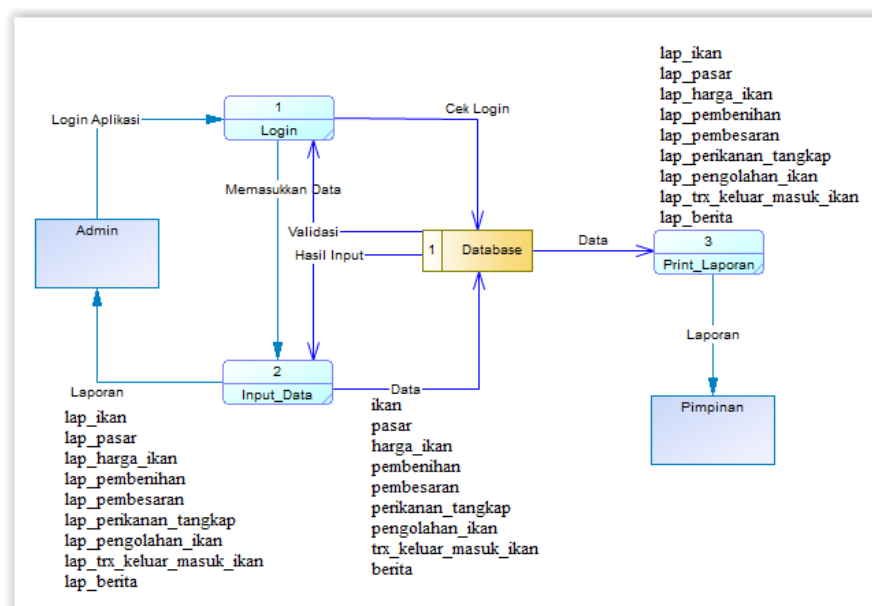 lap_ikan
lap_pasar
lap_harga_ikan
lap_pembenihan
lap_pembesaran
lap_perikanan_tangkap
lap_pengolahan_ikan
lap_trx_keluar_masuk_ikan
lap_berita
1
Login
Cek Login
Login Aplikasi
Memasukkan Data
Admin
Validasi
Hasil Input
1
Database
Data
3
Print_Laporan
Laporan
2
Input_Data
Laporan
lap_ikan
lap_pasar
lap_harga_ikan
lap_pembenihan
lap_pembesaran
lap_perikanan_tangkap
lap_pengolahan_ikan
lap_trx_keluar_masuk_ikan
lap_berita
Data
ikan
pasar
harga_ikan
pembenihan
pembesaran
perikanan_tangkap
pengolahan_ikan
trx_keluar_masuk_ikan
berita
Pimpinan